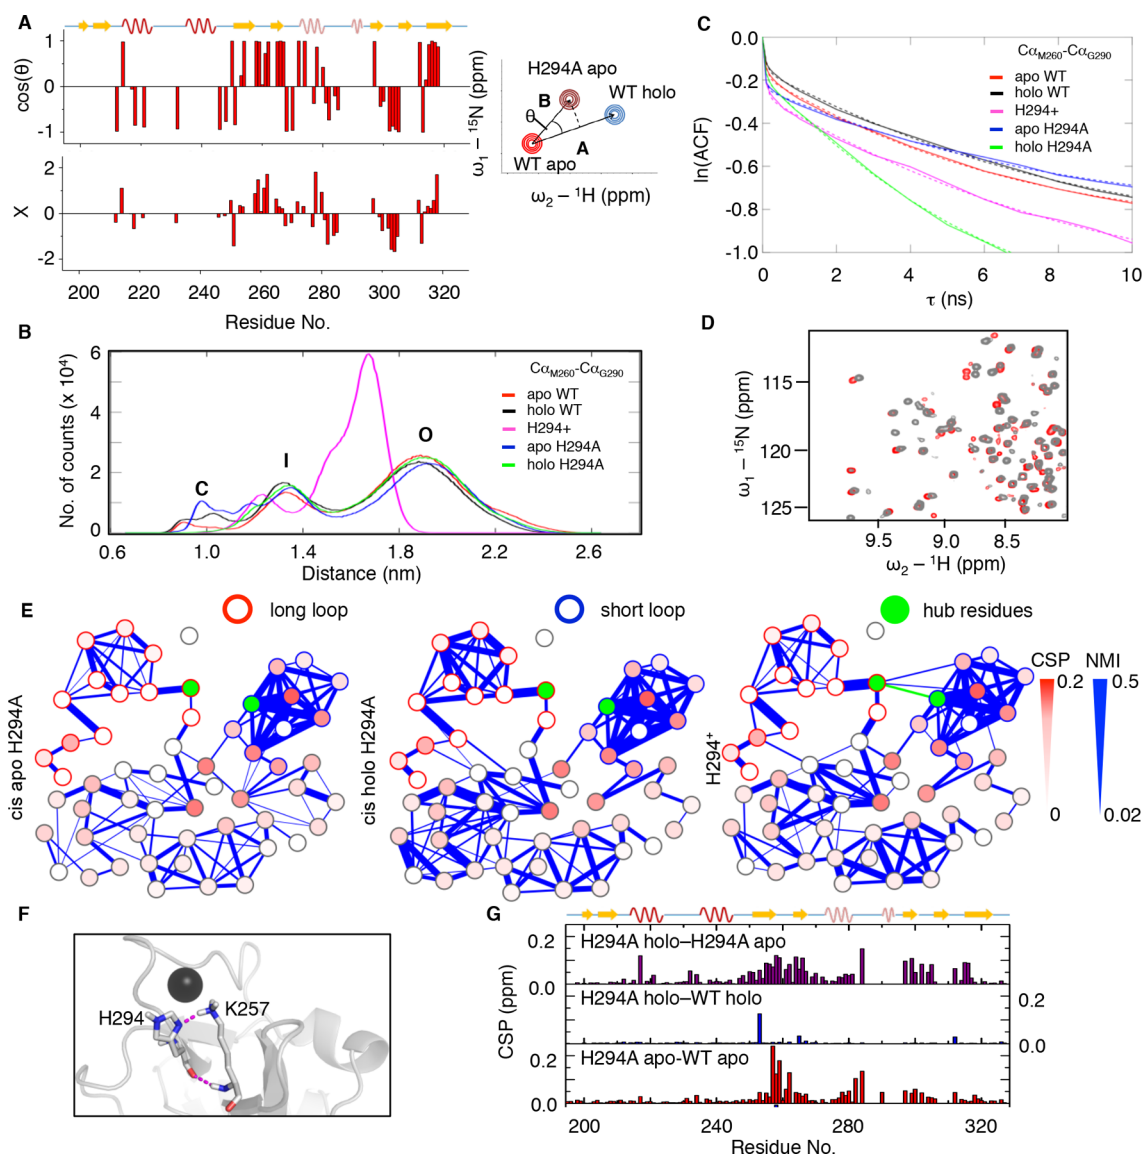 A
1
0
-1
cos(θ)
2
0
-2
X
200
220
240
260
280
300
320
Residue No.
ω1 – 15N (ppm)
H294A apo
B
WT holo
θ
A
WT apo
ω2 – 1H (ppm)
C
0.0
-0.2
-0.4
-0.6
-0.8
-1.0
ln(ACF)
CαM260-CαG290
apo WT
holo WT
H294+
apo H294A
holo H294A
0
2
4
6
8
10
τ (ns)
B
6
4
2
0
No. of counts (x 10⁴)
CαM260-CαG290
apo WT
holo WT
H294+
apo H294A
holo H294A
C
I
O
0.6
1.0
1.4
1.8
2.2
2.6
Distance (nm)
D
115
120
125
ω1 – 15N (ppm)
9.5
9.0
8.5
ω2 – 1H (ppm)
E
long loop
short loop
hub residues
cis apo H294A
cis holo H294A
H294⁺
CSP
NMI
0.2
0.5
0
0.02
F
H294
K257
G
H294A holo–H294A apo
H294A holo–WT holo
H294A apo-WT apo
0.2
0.0
0.2
0.0
0.2
0.0
CSP (ppm)
200
240
280
320
Residue No.